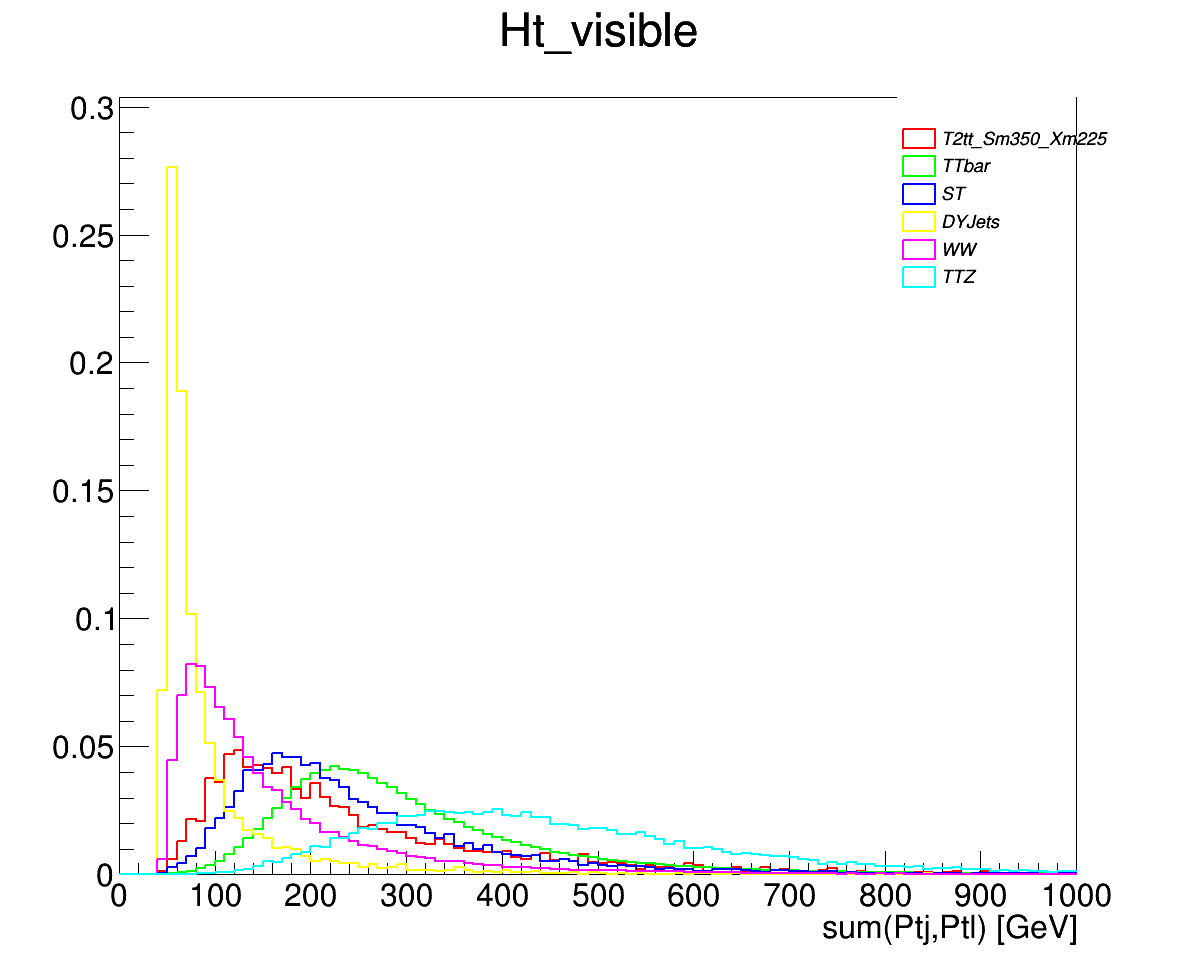 Ht_visible
0.3
0.25
0.2
0.15
0.1
0.05
0
T2tt_Sm350_Xm225
TTbar
ST
DYJets
WW
TTZ
0 100 200 300 400 500 600 700 800 900 1000
sum(Ptj,Ptl) [GeV]